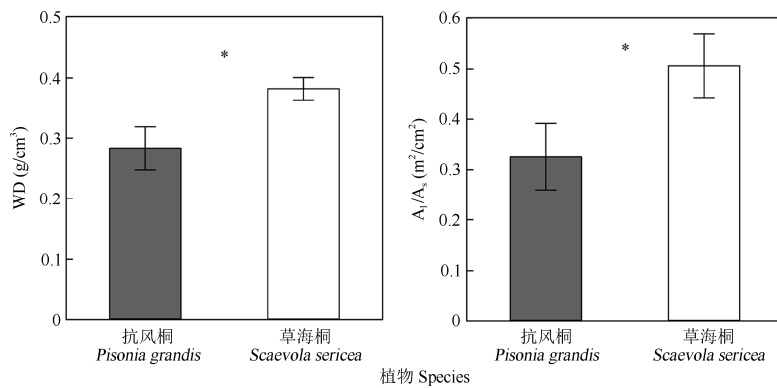 0.5
0.4
0.3
0.2
0.1
0
WD (g/cm³)
*
抗风桐
Pisonia grandis
草海桐
Scaevola sericea
0.6
0.5
0.4
0.3
0.2
0.1
0
A₁/Aₛ (m²/cm²)
*
抗风桐
Pisonia grandis
草海桐
Scaevola sericea
植物 Species